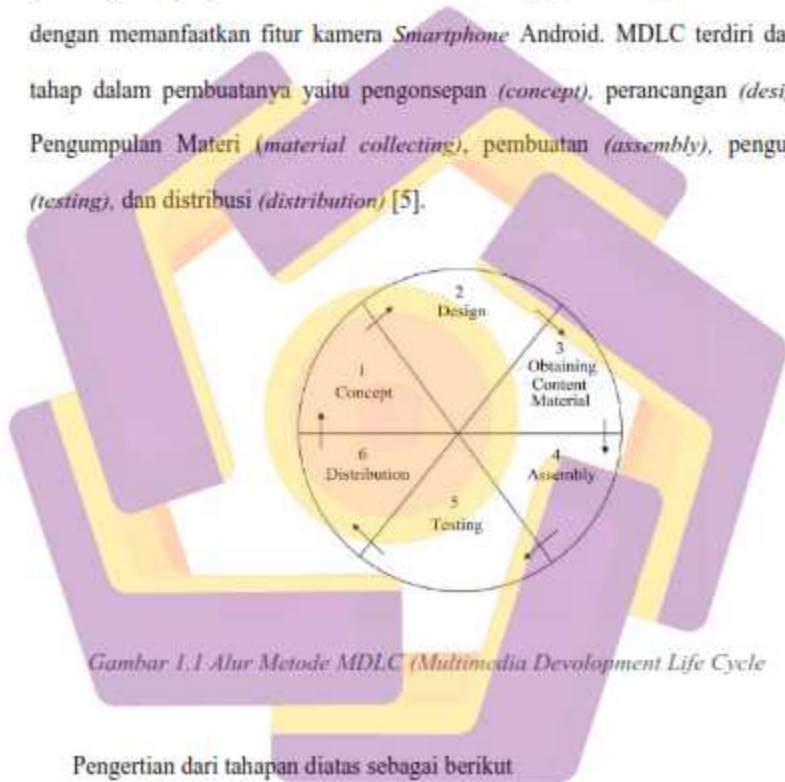 dengan memanfaatkan fitur kamera Smartphone Android. MDLC terdiri da
tahap dalam pembuatanya yaitu pengonsepan (concept), perancangan (desi
Pengumpulan Materi (material collecting), pembuatan (assembly), pengu
(testing), dan distribusi (distribution) [5].
2
Design
3
Obtaining
Content
Material
1
Concept
6
Distribution
4
Assembly
5
Testing
Gambar 1.1 Alur Metode MDLC (Multimedia Devolopment Life Cycle
Pengertian dari tahapan diatas sebagai berikut